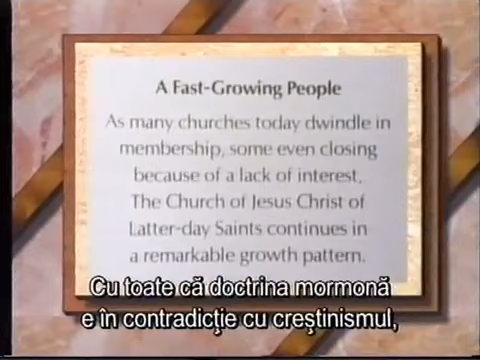 A Fast-Growing People
As many churches today dwindle in
membership, some even closing
because of a lack of interest,
The Church of Jesus Christ of
Latter-day Saints continues in
a remarkable growth pattern.
Cu toate că doctrina mormonă
e în contradicţie cu creştinismul,